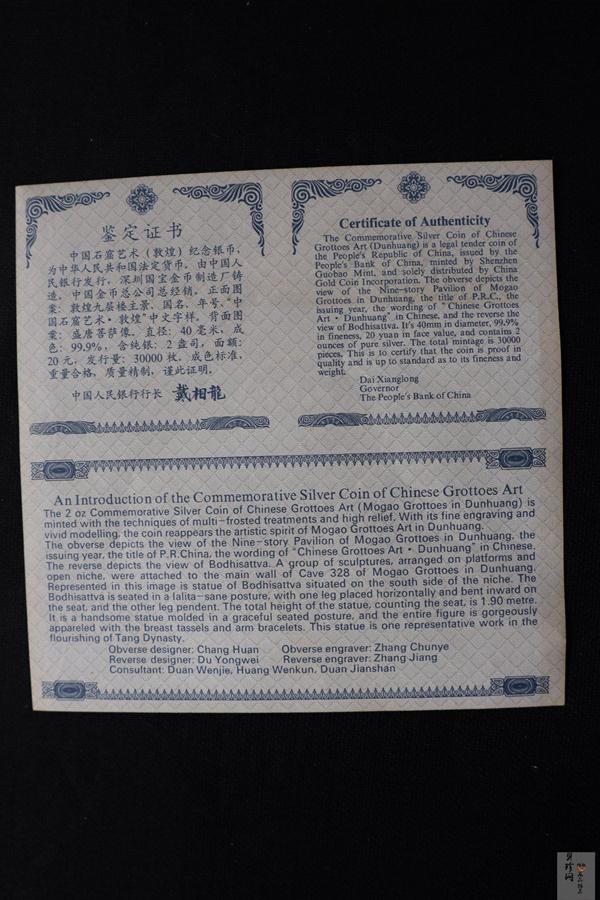 鉴定证书
中国石窟艺术（敦煌）纪念银币，
为中华人民共和国法定货币，由中国人
民银行发行，深圳国宝金币制造厂铸
造。中国金币总公司总经销。正面图
案：敦煌九层楼主景、国名、年号、"中
国石窟艺术·敦煌"中文字样。背面图
案：盛唐菩萨像。直径：40毫米，成
色：99.9%，含纯银：2盎司，面额：
20元，发行量：30000枚。成色标准，
重量合格，质量精制，谨此证明。
中国人民银行行长 戴相龍
Certificate of Authenticity
The Commemorative Silver Coin of Chinese
Grottoes Art (Dunhuang) is a legal tender coin of
the People's Republic of China, issued by the
People's Bank of China, minted by Shenzhen
Guobao Mint, and solely distributed by China
Gold Coin Incorporation. The obverse depicts the
view of the Nine-story Pavilion of Mogao
Grottoes in Dunhuang, the title of P.R.C., the
issuing year, the wording of "Chinese Grottoes
Art · Dunhuang" in Chinese, and the reverse the
view of Bodhisattva. It's 40mm in diameter, 99.9%
in fineness, 20 yuan in face value, and contains 2
ounces of pure silver. The total mintage is 30000
pieces. This is to certify that the coin is proof in
quality and is up to standard as to its fineness and
weight.
Dai Xianglong
Governor
The People's Bank of China
An Introduction of the Commemorative Silver Coin of Chinese Grottoes Art
The 2 oz Commemorative Silver Coin of Chinese Grottoes Art (Mogao Grottoes in Dunhuang) is
minted with the techniques of multi-frosted treatments and high relief. With its fine engraving and
vivid modelling, the coin reappears the artistic spirit of Mogao Grottoes Art in Dunhuang.
The obverse depicts the view of the Nine-story Pavilion of Mogao Grottoes in Dunhuang, the
issuing year, the title of P.R.China, the wording of "Chinese Grottoes Art · Dunhuang" in Chinese.
The reverse depicts the view of Bodisattva. A group of sculptures, arranged on platforms and
open niche, were attached to the main wall of Cave 328 of Mogao Grottoes in Dunhuang.
Represented in this image is statue of Bodhisattva situated on the south side of the niche. The
Bodhisattva is seated in a lalita-sane posture, with one leg placed horizontally and bent inward on
the seat, and the other leg pendent. The total height of the statue, counting the seat, is 1.90 metre.
It is a handsome statue molded in a graceful seated posture, and the entire figure is gorgeously
appareled with the breast tassels and arm bracelets. This statue is one representative work in the
flourishing of Tang Dynasty.
Obverse designer: Chang Huan Obverse engraver: Zhang Chunye
Reverse designer: Du Yongwei Reverse engraver: Zhang Jiang
Consultant: Duan Wenjie, Huang Wenkun, Duan Jianshan